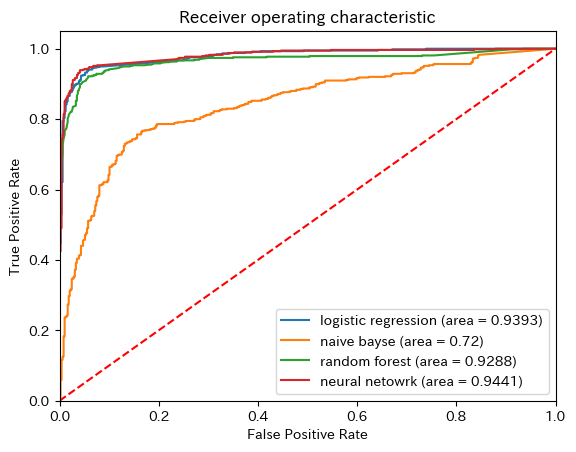 Receiver operating characteristic
True Positive Rate
1.0
0.8
0.6
0.4
0.2
0.0
logistic regression (area = 0.9393)
naive bayse (area = 0.72)
random forest (area = 0.9288)
neural netowrk (area = 0.9441)
0.0 0.2 0.4 0.6 0.8 1.0
False Positive Rate